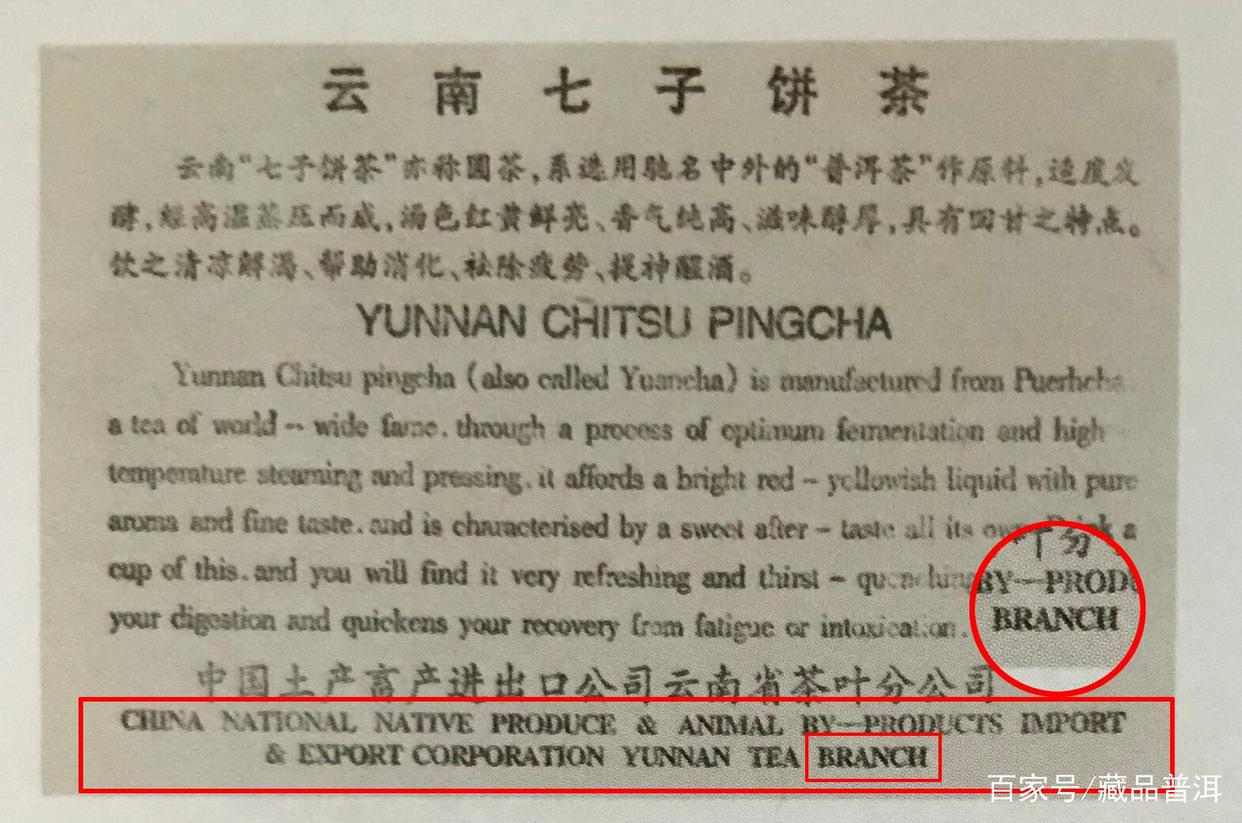 云南七子饼茶
云南“七子饼茶”亦称圆茶,系选用驰名中外的“普洱茶”作原料,适度发
酵,经高温蒸压而成,汤色红黄鲜亮、香气纯高、滋味醇厚,具有回甘之特点。
饮之清凉解渴、帮助消化、祛除疲劳、提神醒酒。
YUNNAN CHITSU PINGCHA
Yunnan Chitsu pingcha (also called Yuancha) is manufactured from Puerhcha
a tea of world-wide fame. through a process of optimum fermentation and high
temperature steaming and pressing. it affords a bright red-yellowish liquid with pure
aroma and fine taste. and is characterised by a sweet after-taste all its own. Drink a
cup of this. and you will find it very refreshing and thirst-quenching
your digestion and quickens your recovery from fatigue or intoxication.
BY—PRODU
BRANCH
中国土产畜产进出口公司云南省茶叶分公司
CHINA NATIONAL NATIVE PRODUCE & ANIMAL BY—PRODUCTS IMPORT
& EXPORT CORPORATION YUNNAN TEA BRANCH
百家号/藏品普洱